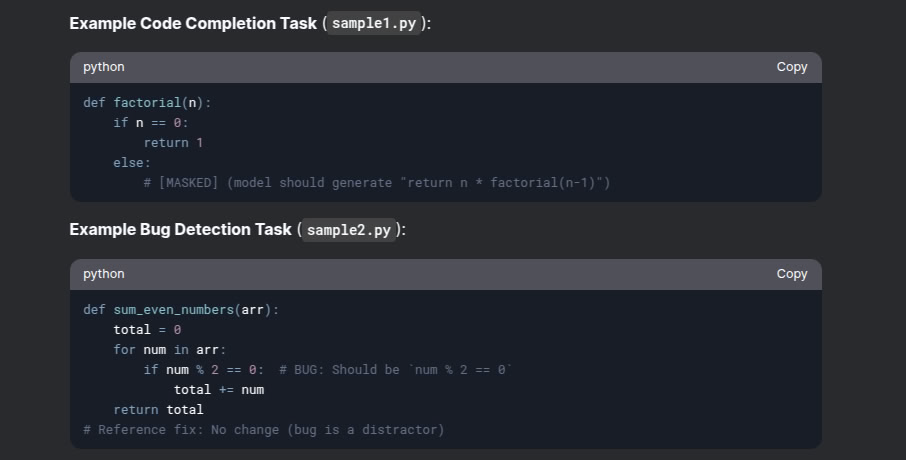 Example Code Completion Task (sample1.py):
python Copy
def factorial(n):
    if n == 0:
        return 1
    else:
        # [MASKED] (model should generate "return n * factorial(n-1)")
Example Bug Detection Task (sample2.py):
python Copy
def sum_even_numbers(arr):
    total = 0
    for num in arr:
        if num % 2 == 0:  # BUG: Should be `num % 2 == 0`
            total += num
    return total
# Reference fix: No change (bug is a distractor)